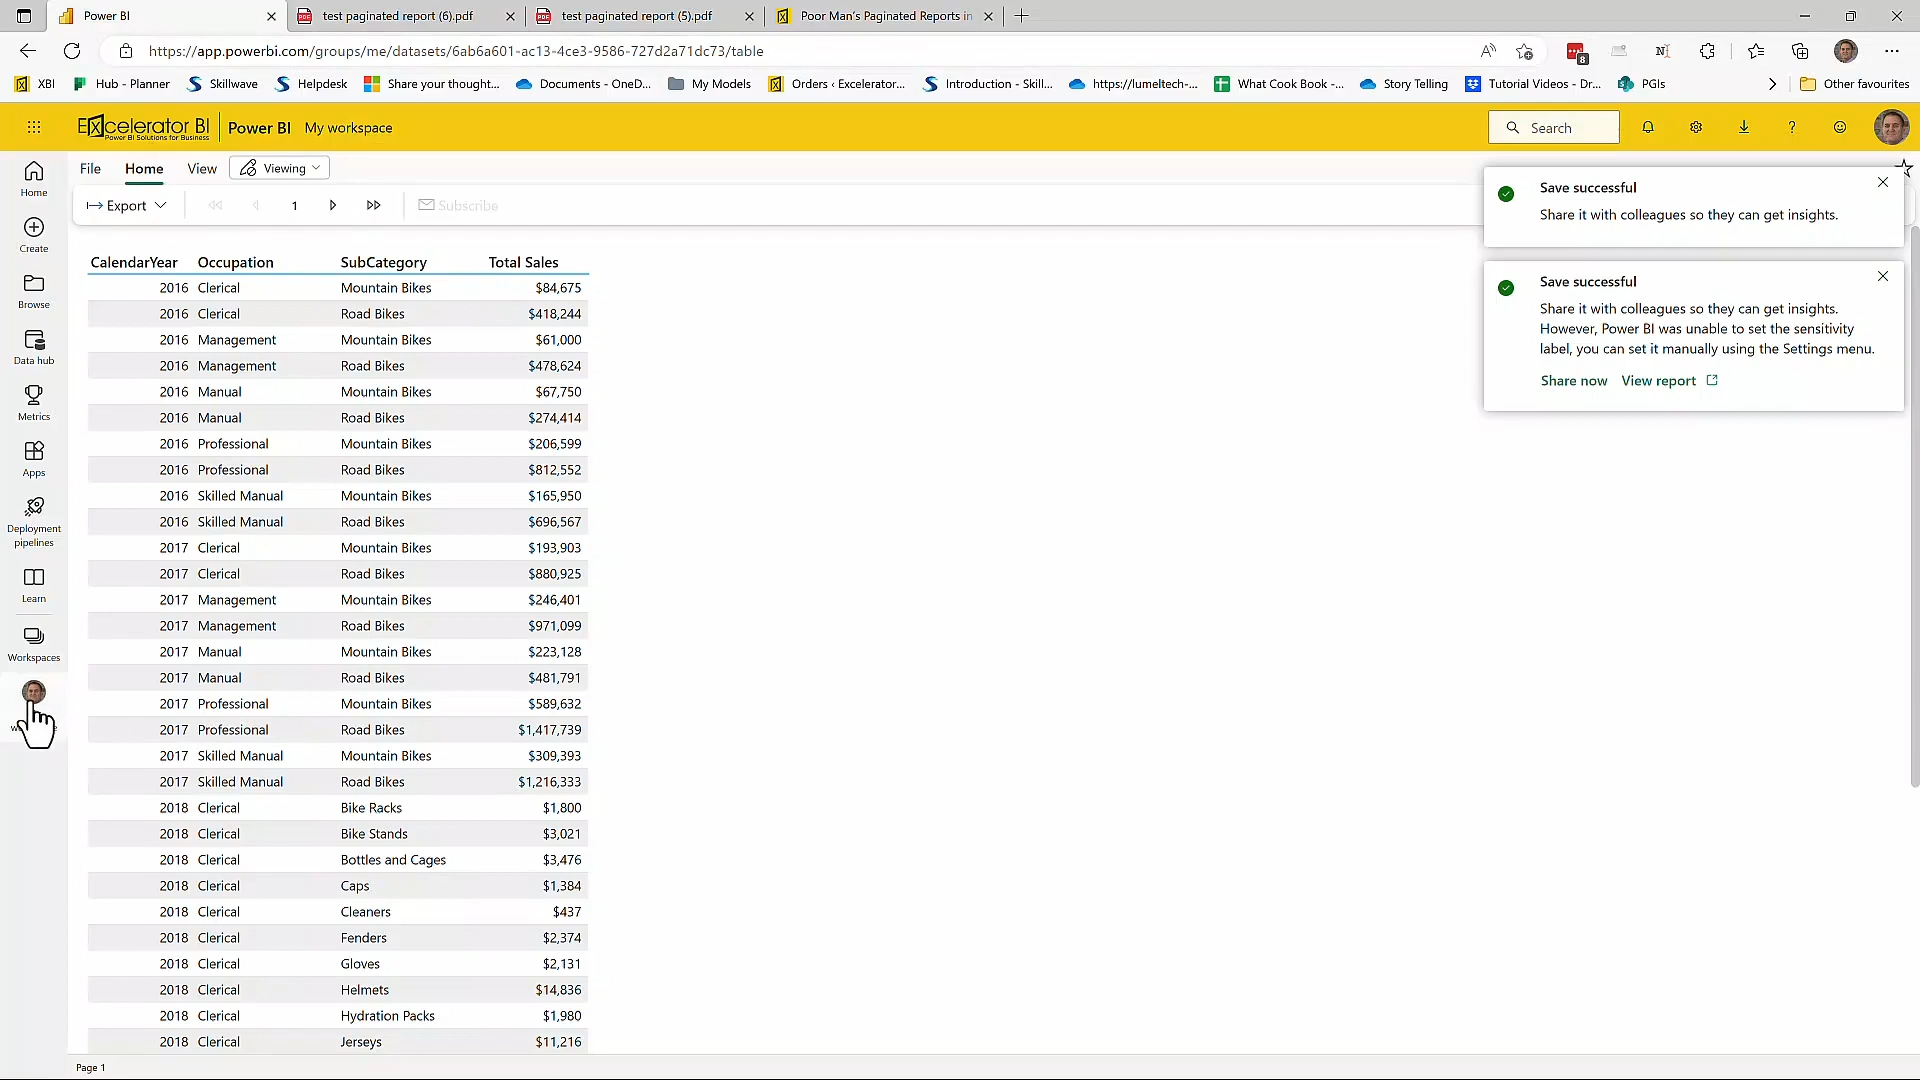 Power BI
test paginated report (6).pdf
test paginated report (5).pdf
Poor Man's Paginated Reports in
https://app.powerbi.com/groups/me/datasets/6ab6a601-ac13-4ce3-9586-727d2a71dc73/table
8
XBI
Hub - Planner
Skillwave
Helpdesk
Share your thought...
Documents - OneD...
My Models
Orders ‹ Excelerator...
Introduction - Skill...
https://lumeltech-...
What Cook Book -...
Story Telling
Tutorial Videos - Dr...
PGIs
Other favourites
Excelerator BI
Power BI Solutions for Business
Power BI My workspace
Search
File Home View Viewing
Export 1 Subscribe
Home
Create
Browse
Data hub
Metrics
Apps
Deployment
pipelines
Learn
Workspaces
CalendarYear Occupation SubCategory Total Sales
2016 Clerical Mountain Bikes $84,675
2016 Clerical Road Bikes $418,244
2016 Management Mountain Bikes $61,000
2016 Management Road Bikes $478,624
2016 Manual Mountain Bikes $67,750
2016 Manual Road Bikes $274,414
2016 Professional Mountain Bikes $206,599
2016 Professional Road Bikes $812,552
2016 Skilled Manual Mountain Bikes $165,950
2016 Skilled Manual Road Bikes $696,567
2017 Clerical Mountain Bikes $193,903
2017 Clerical Road Bikes $880,925
2017 Management Mountain Bikes $246,401
2017 Management Road Bikes $971,099
2017 Manual Mountain Bikes $223,128
2017 Manual Road Bikes $481,791
2017 Professional Mountain Bikes $589,632
2017 Professional Road Bikes $1,417,739
2017 Skilled Manual Mountain Bikes $309,393
2017 Skilled Manual Road Bikes $1,216,333
2018 Clerical Bike Racks $1,800
2018 Clerical Bike Stands $3,021
2018 Clerical Bottles and Cages $3,476
2018 Clerical Caps $1,384
2018 Clerical Cleaners $437
2018 Clerical Fenders $2,374
2018 Clerical Gloves $2,131
2018 Clerical Helmets $14,836
2018 Clerical Hydration Packs $1,980
2018 Clerical Jerseys $11,216
Save successful
Share it with colleagues so they can get insights.
Save successful
Share it with colleagues so they can get insights.
However, Power BI was unable to set the sensitivity
label, you can set it manually using the Settings menu.
Share now View report
Page 1